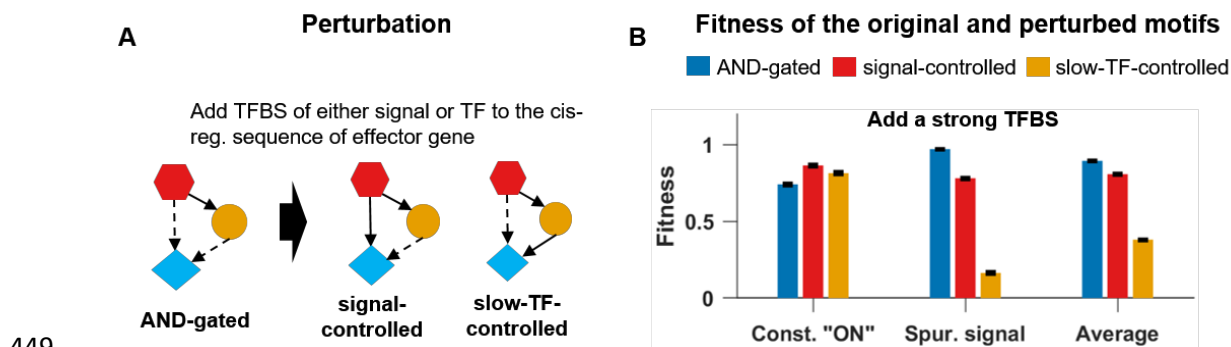 A
Perturbation
Add TFBS of either signal or TF to the cis-
reg. sequence of effector gene
AND-gated
signal-
controlled
slow-TF-
controlled
B
Fitness of the original and perturbed motifs
AND-gated signal-controlled slow-TF-controlled
Add a strong TFBS
Fitness
1
0.5
0
Const. "ON" Spur. signal Average
449